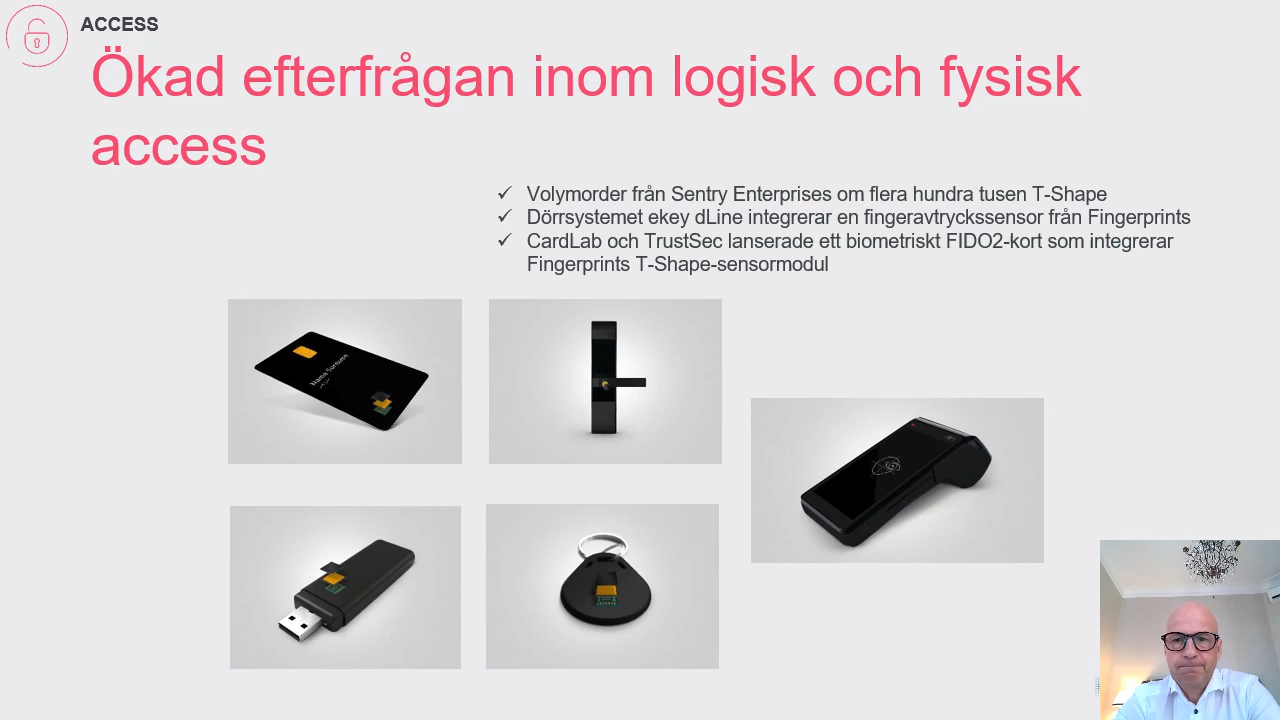 ACCESS
Ökad efterfrågan inom logisk och fysisk
access
✓ Volymorder från Sentry Enterprises om flera hundra tusen T-Shape
✓ Dörrsystemet ekey dLine integrerar en fingeravtryckssensor från Fingerprints
✓ CardLab och TrustSec lanserade ett biometriskt FIDO2-kort som integrerar
Fingerprints T-Shape-sensormodul
Name Surname